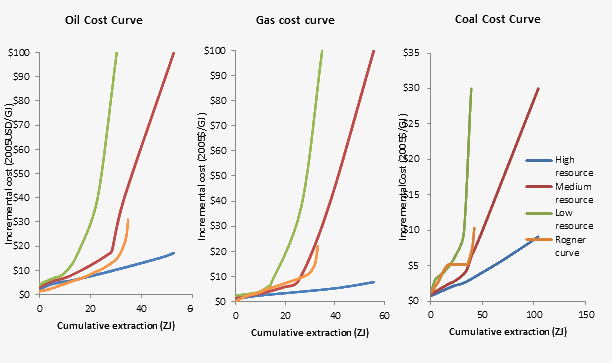 Oil Cost Curve
Incremental cost (2005USD/GJ)
$100
$90
$80
$70
$60
$50
$40
$30
$20
$10
$0
0 20 40 6
Cumulative extraction (ZJ)
Gas cost curve
Incremental cost (2005$/GJ)
$100
$90
$80
$70
$60
$50
$40
$30
$20
$10
$0
0 20 40 60
Cumulative extraction (ZJ)
Coal Cost Curve
Incremental Cost (2005$/GJ)
$35
$30
$25
$20
$15
$10
$5
$0
0 50 100 150
Cumulative extraction (ZJ)
High
resource
Medium
resource
Low
resource
Rogner
curve